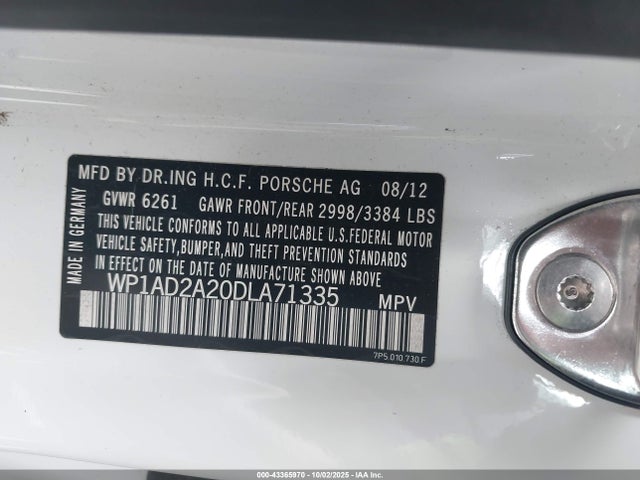 MFD BY DR.ING H.C.F. PORSCHE AG 08/12
GVWR 6261 GAWR FRONT/REAR 2998/3384 LBS
THIS VEHICLE CONFORMS TO ALL APPLICABLE U.S.FEDERAL MOTOR
VEHICLE SAFETY,BUMPER,AND THEFT PREVENTION STANDARDS
IN EFFECT ON THE DATE OF MANUFACTURE SHOWN ABOVE
WP1AD2A20DLA71335 MPV
MADE IN GERMANY
7P5.010.730 F
000-43365970 | 10/02/2025 | IAA Inc.